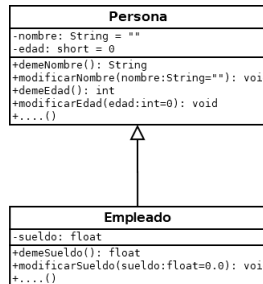 Persona
-nombre: String = ""
-edad: short = 0
+demeNombre(): String
+modificarNombre(nombre:String=""): voi
+demeEdad(): int
+modificarEdad(edad:int=0): void
+....()
Empleado
-sueldo: float
+demeSueldo(): float
+modificarSueldo(sueldo:float=0.0): voi
+....()